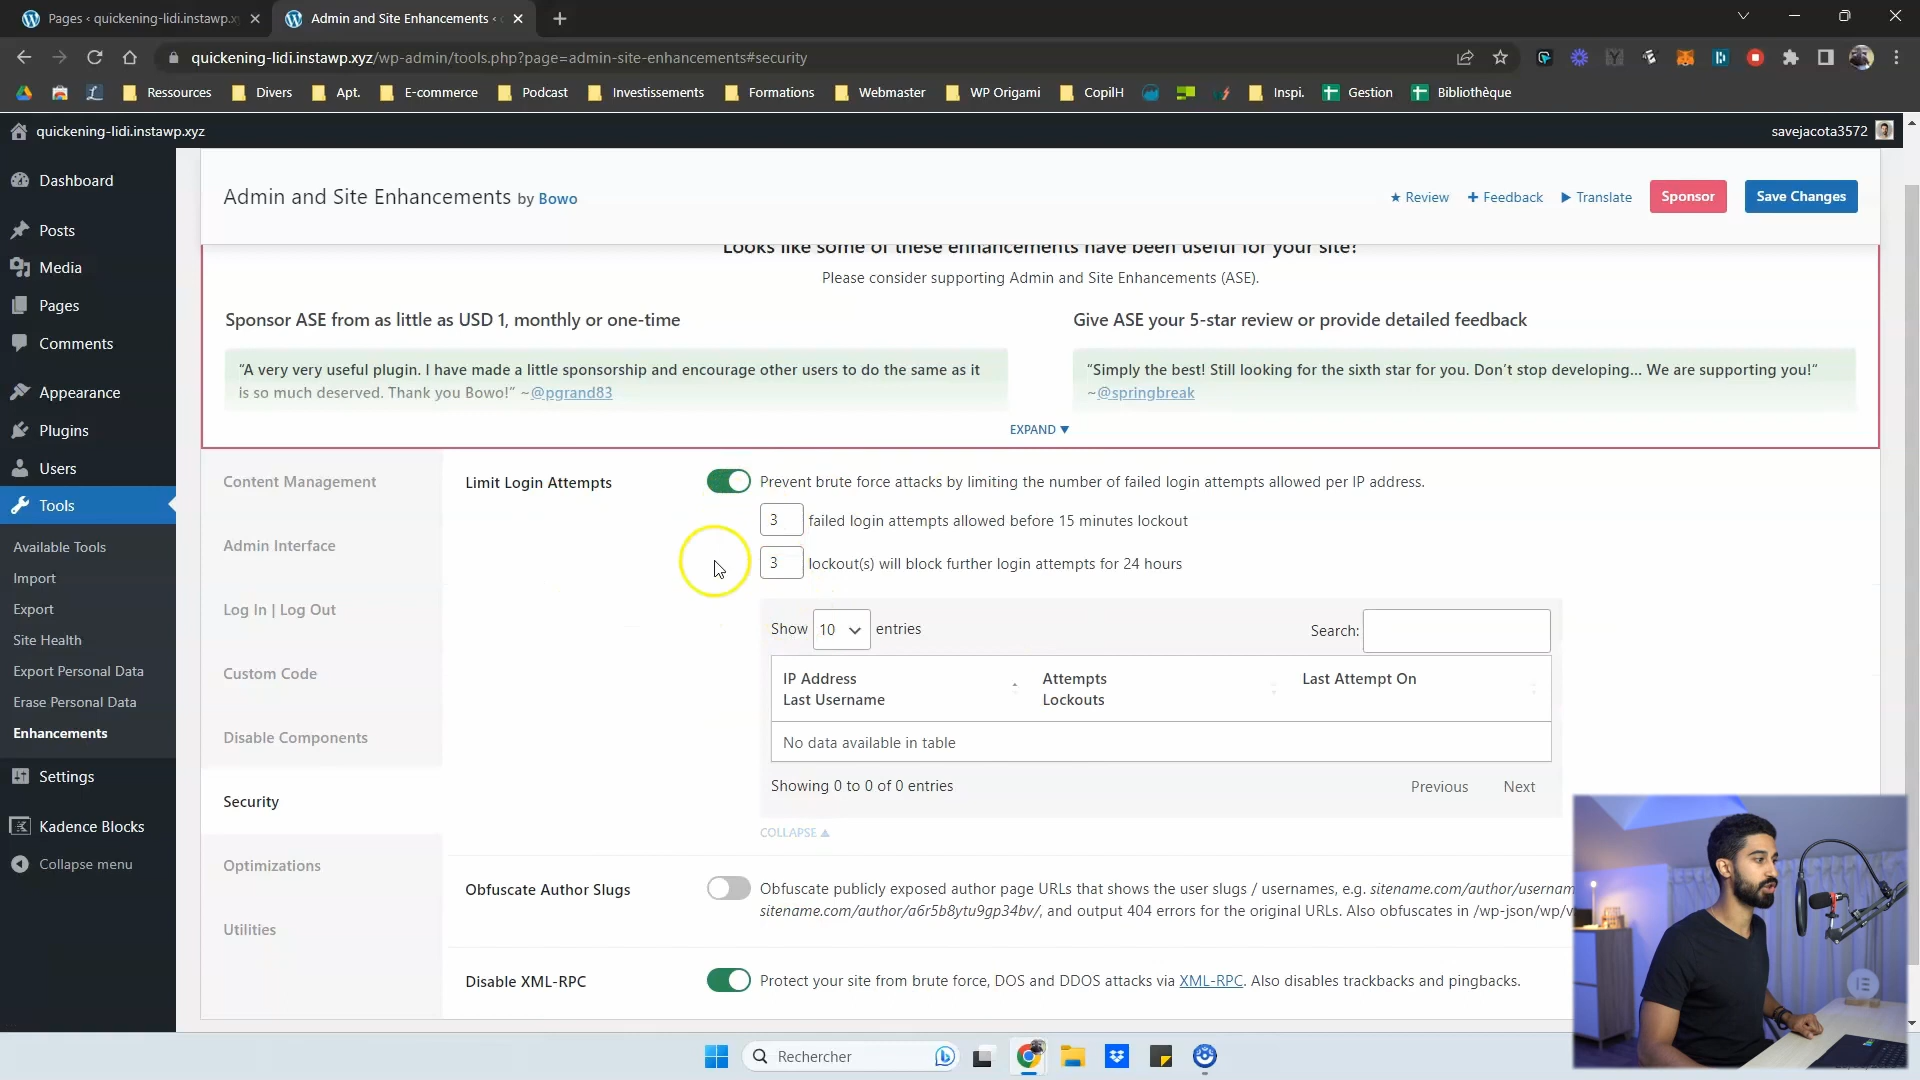 Pages ‹ quickening-lidi.instawp.xy
Admin and Site Enhancements ‹
quickening-lidi.instawp.xyz/wp-admin/tools.php?page=admin-site-enhancements#security
Ressources
Divers
Apt.
E-commerce
Podcast
Investissements
Formations
Webmaster
WP Origami
CopilH
Inspi.
Gestion
Bibliothèque
quickening-lidi.instawp.xyz
savejacota3572
Dashboard
Posts
Media
Pages
Comments
Appearance
Plugins
Users
Tools
Available Tools
Import
Export
Site Health
Export Personal Data
Erase Personal Data
Enhancements
Settings
Kadence Blocks
Collapse menu
Admin and Site Enhancements by Bowo
Review
Feedback
Translate
Sponsor
Save Changes
Looks like some of these enhancements have been useful for your site?
Please consider supporting Admin and Site Enhancements (ASE).
Sponsor ASE from as little as USD 1, monthly or one-time
“A very very useful plugin. I have made a little sponsorship and encourage other users to do the same as it
is so much deserved. Thank you Bowo!” ~@pgrand83
Give ASE your 5-star review or provide detailed feedback
“Simply the best! Still looking for the sixth star for you. Don’t stop developing... We are supporting you!”
~@springbreak
EXPAND ▼
Content Management
Admin Interface
Log In | Log Out
Custom Code
Disable Components
Security
Optimizations
Utilities
Limit Login Attempts
Prevent brute force attacks by limiting the number of failed login attempts allowed per IP address.
3 failed login attempts allowed before 15 minutes lockout
3 lockout(s) will block further login attempts for 24 hours
Show 10 entries
Search:
IP Address
Last Username
Attempts
Lockouts
Last Attempt On
No data available in table
Showing 0 to 0 of 0 entries
Previous
Next
COLLAPSE ▲
Obfuscate Author Slugs
Obfuscate publicly exposed author page URLs that shows the user slugs / usernames, e.g. sitename.com/author/usernam
sitename.com/author/a6r5b8ytu9gp34bv/, and output 404 errors for the original URLs. Also obfuscates in /wp-json/wp/v
Disable XML-RPC
Protect your site from brute force, DOS and DDOS attacks via XML-RPC. Also disables trackbacks and pingbacks.
Rechercher